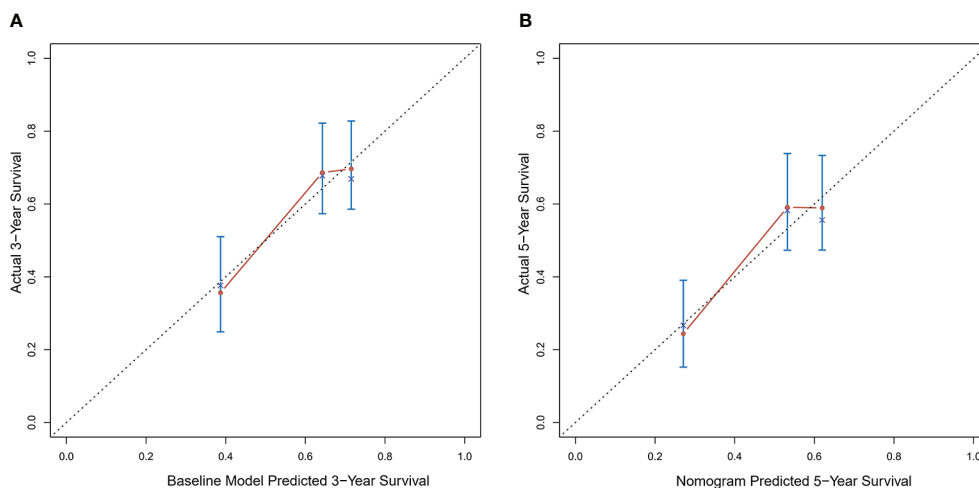 A
1.0
0.8
0.6
0.4
0.2
0.0
Actual 3−Year Survival
0.0 0.2 0.4 0.6 0.8 1.0
Baseline Model Predicted 3−Year Survival
B
1.0
0.8
0.6
0.4
0.2
0.0
Actual 5−Year Survival
0.0 0.2 0.4 0.6 0.8 1.0
Nomogram Predicted 5−Year Survival